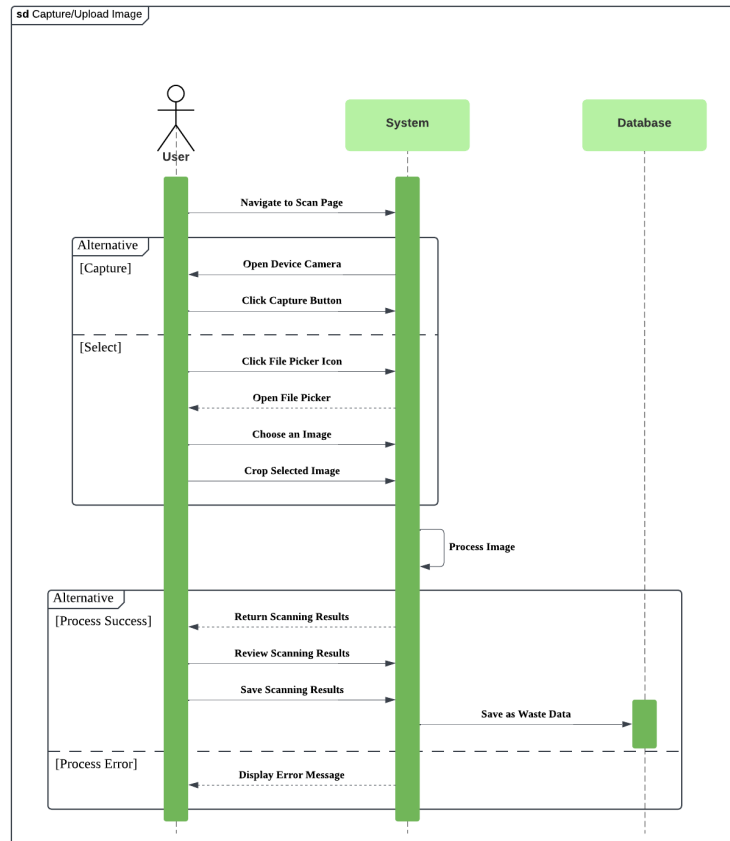 sd Capture/Upload Image
System
Database
User
Navigate to Scan Page
Alternative
[Capture]
Open Device Camera
Click Capture Button
[Select]
Click File Picker Icon
Open File Picker
Choose an Image
Crop Selected Image
Process Image
Alternative
[Process Success]
Return Scanning Results
Review Scanning Results
Save Scanning Results
Save as Waste Data
[Process Error]
Display Error Message